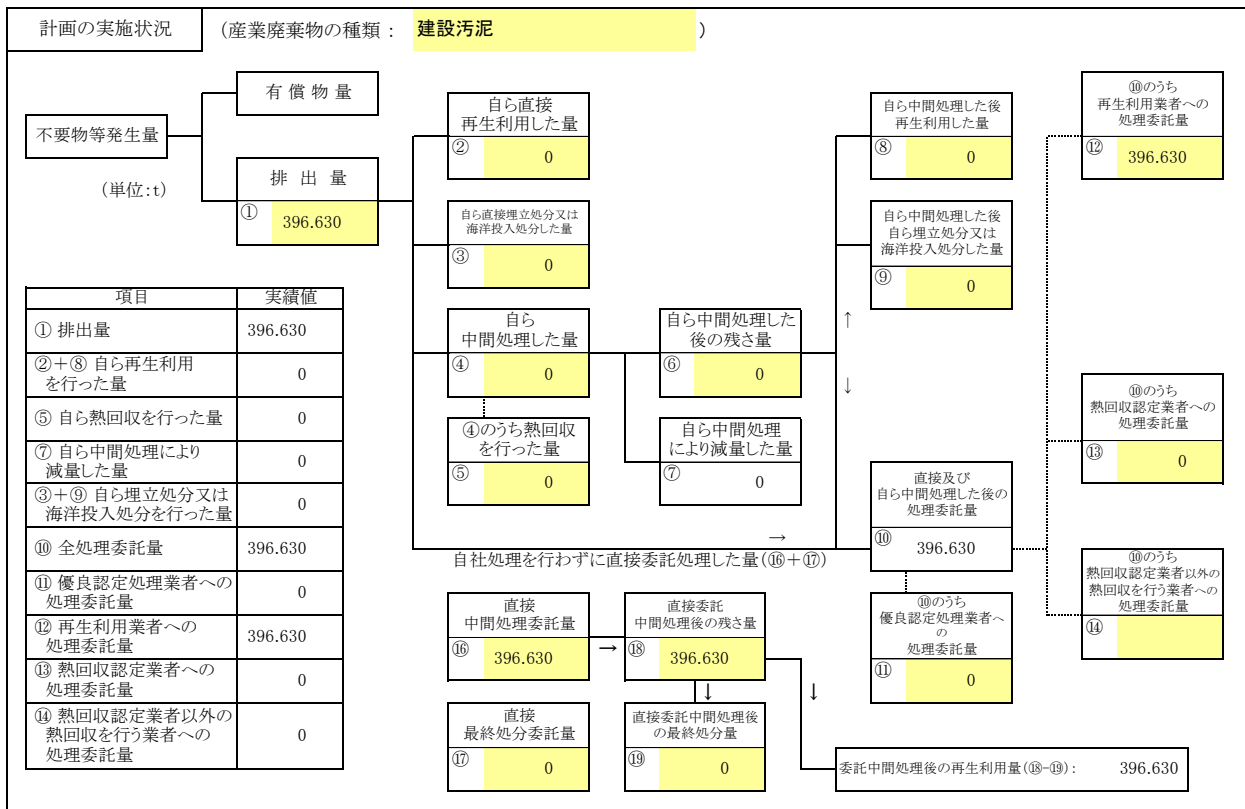 計画の実施状況 (産業廃棄物の種類： 建設汚泥 )
有償物量
不要物等発生量
(単位:t)
排出量
① 396.630
自ら直接
再生利用した量
② 0
自ら直接埋立処分又は
海洋投入処分した量
③ 0
自ら
中間処理した量
④ 0
④のうち熱回収
を行った量
⑤ 0
自ら中間処理した
後の残さ量
⑥ 0
自ら中間処理
により減量した量
⑦ 0
自ら中間処理した後
再生利用した量
⑧ 0
自ら中間処理した後
自ら埋立処分又は
海洋投入処分した量
⑨ 0
↑
↓
直接及び
自ら中間処理した後の
処理委託量
⑩ 396.630
⑩のうち
優良認定処理業者へ
の
処理委託量
⑪ 0
⑩のうち
再生利用業者への
処理委託量
⑫ 396.630
⑩のうち
熱回収認定業者への
処理委託量
⑬ 0
⑩のうち
熱回収認定業者以外の
熱回収を行う業者への
処理委託量
⑭
→
自社処理を行わずに直接委託処理した量(⑯＋⑰)
直接
中間処理委託量
⑯ 396.630
→
直接委託
中間処理後の残さ量
⑱ 396.630
↓
↓
直接
最終処分委託量
⑰ 0
直接委託中間処理後
の最終処分量
⑲ 0
委託中間処理後の再生利用量(⑱-⑲)： 396.630
項目 実績値
① 排出量 396.630
②＋⑧ 自ら再生利用
を行った量 0
⑤ 自ら熱回収を行った量 0
⑦ 自ら中間処理により
減量した量 0
③＋⑨ 自ら埋立処分又は
海洋投入処分を行った量 0
⑩ 全処理委託量 396.630
⑪ 優良認定処理業者への
処理委託量 0
⑫ 再生利用業者への
処理委託量 396.630
⑬ 熱回収認定業者への
処理委託量 0
⑭ 熱回収認定業者以外の
熱回収を行う業者への
処理委託量 0